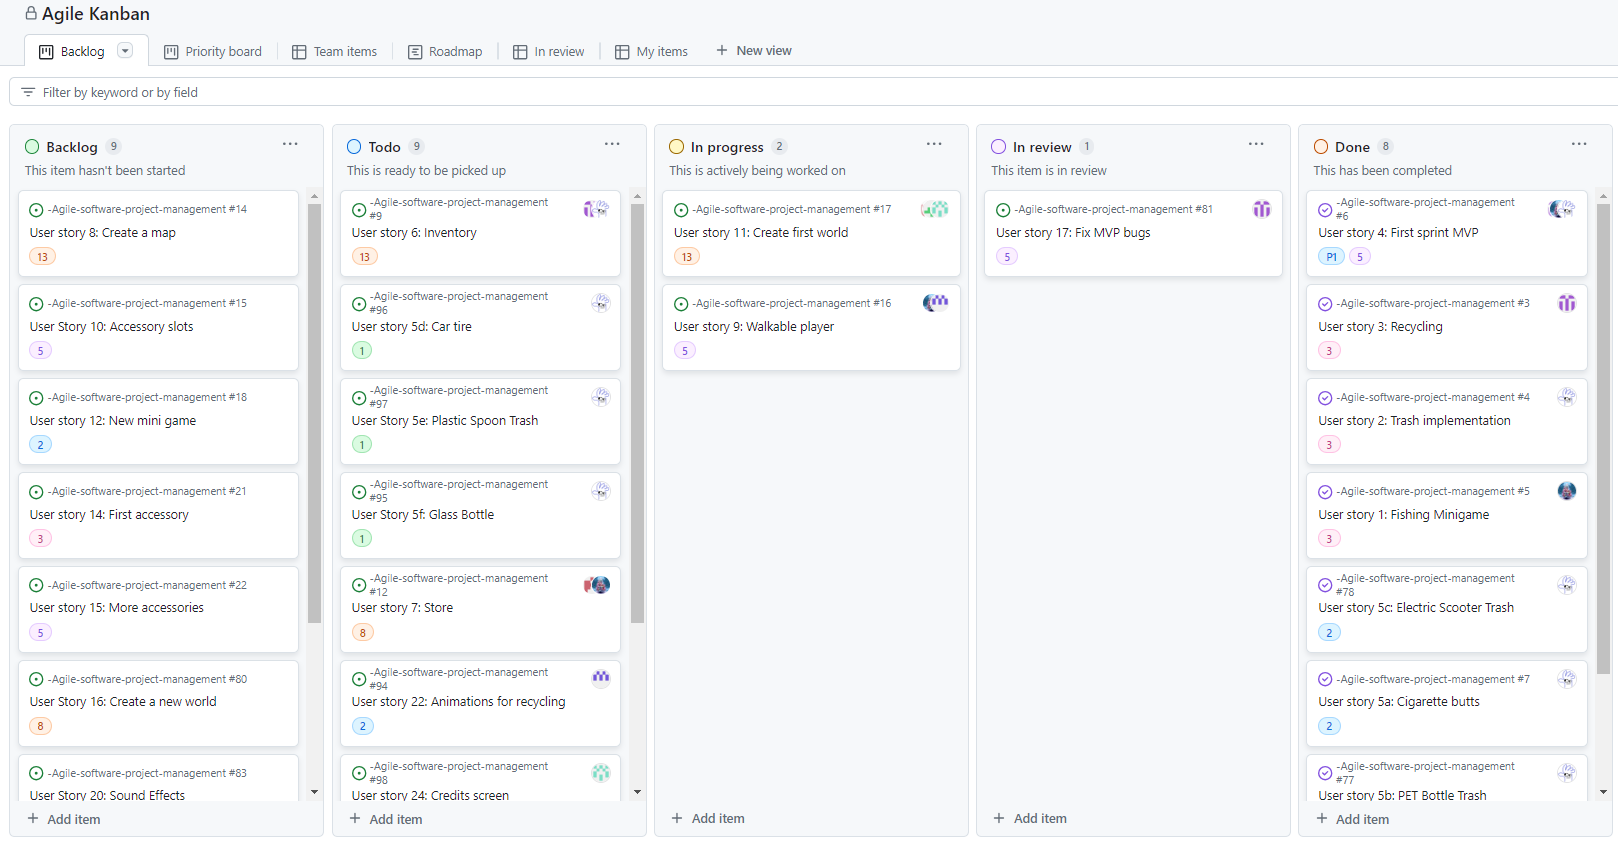 Agile Kanban
Backlog
Priority board
Team items
Roadmap
In review
My items
New view
Filter by keyword or by field
Backlog 9
This item hasn't been started
-Agile-software-project-management #14
User story 8: Create a map
13
-Agile-software-project-management #15
User Story 10: Accessory slots
5
-Agile-software-project-management #18
User story 12: New mini game
2
-Agile-software-project-management #21
User story 14: First accessory
3
-Agile-software-project-management #22
User story 15: More accessories
5
-Agile-software-project-management #80
User Story 16: Create a new world
8
-Agile-software-project-management #83
User Story 20: Sound Effects
Add item
Todo 9
This is ready to be picked up
-Agile-software-project-management
#9
User story 6: Inventory
13
-Agile-software-project-management
#96
User story 5d: Car tire
1
-Agile-software-project-management
#97
User Story 5e: Plastic Spoon Trash
1
-Agile-software-project-management
#95
User Story 5f: Glass Bottle
1
-Agile-software-project-management
#12
User story 7: Store
8
-Agile-software-project-management
#94
User story 22: Animations for recycling
2
-Agile-software-project-management
#98
User story 24: Credits screen
Add item
In progress 2
This is actively being worked on
-Agile-software-project-management #17
User story 11: Create first world
13
-Agile-software-project-management #16
User story 9: Walkable player
5
Add item
In review 1
This item is in review
-Agile-software-project-management #81
User story 17: Fix MVP bugs
5
Add item
Done 8
This has been completed
-Agile-software-project-management
#6
User story 4: First sprint MVP
P1 5
-Agile-software-project-management #3
User story 3: Recycling
3
-Agile-software-project-management #4
User story 2: Trash implementation
3
-Agile-software-project-management #5
User story 1: Fishing Minigame
3
-Agile-software-project-management
#78
User story 5c: Electric Scooter Trash
2
-Agile-software-project-management #7
User story 5a: Cigarette butts
2
-Agile-software-project-management
#77
User story 5b: PET Bottle Trash
Add item